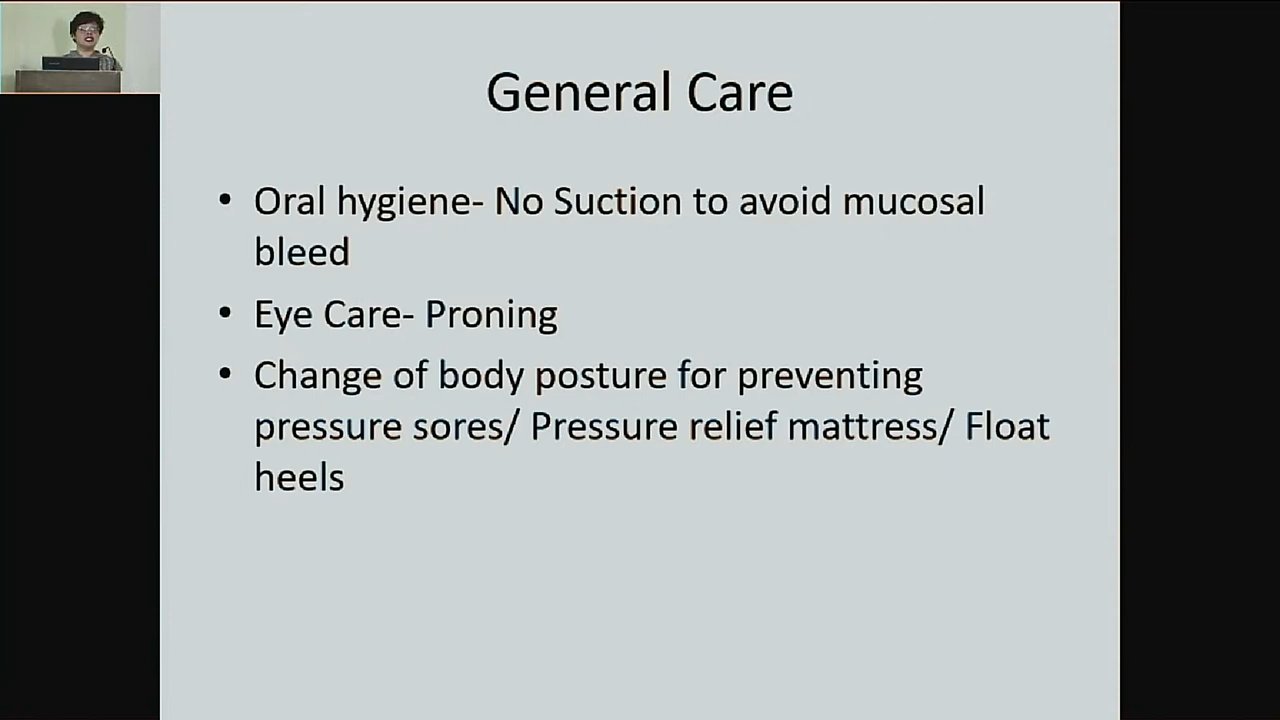 General Care
• Oral hygiene- No Suction to avoid mucosal
bleed
• Eye Care- Proning
• Change of body posture for preventing
pressure sores/ Pressure relief mattress/ Float
heels